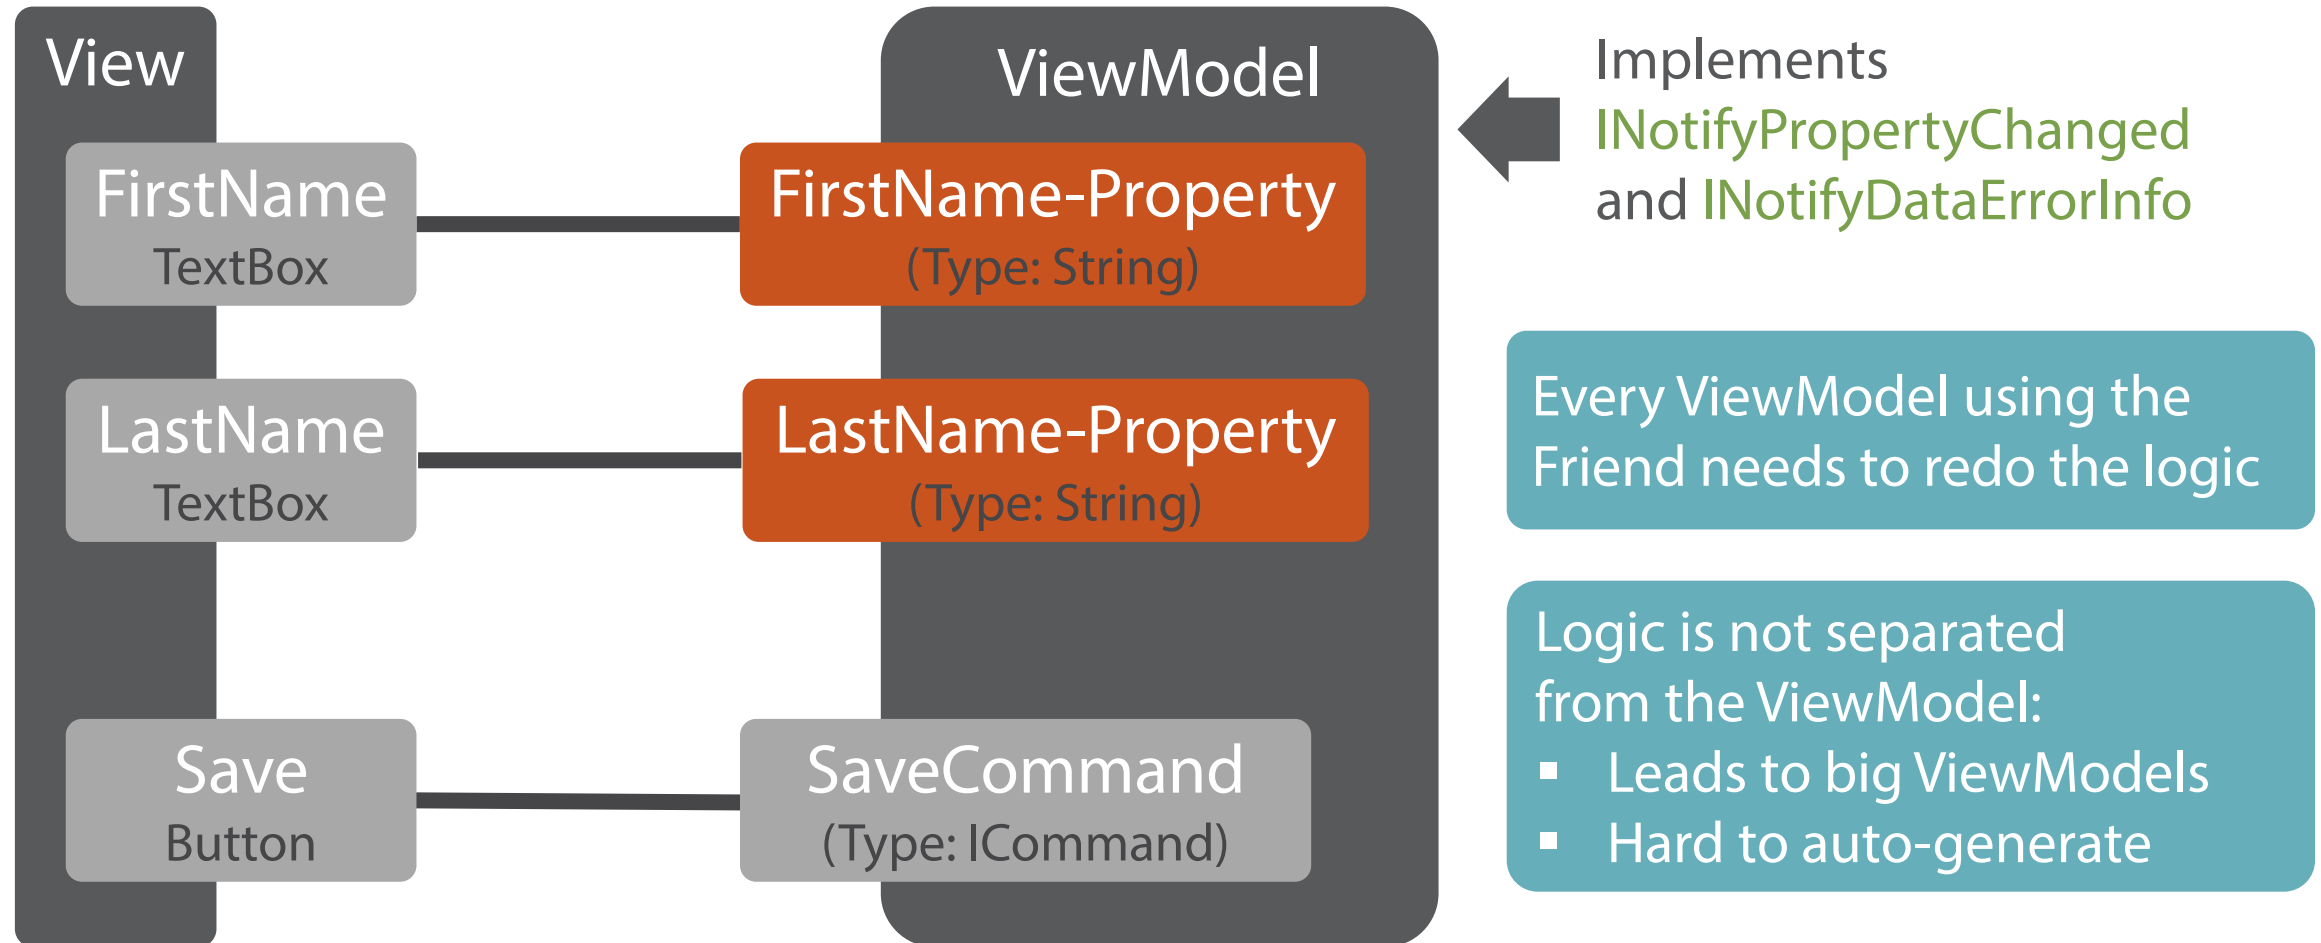 View
FirstName
TextBox
LastName
TextBox
Save
Button
ViewModel
FirstName-Property
(Type: String)
LastName-Property
(Type: String)
SaveCommand
(Type: ICommand)
Implements
INotifyPropertyChanged
and INotifyDataErrorInfo
Every ViewModel using the
Friend needs to redo the logic
Logic is not separated
from the ViewModel:
▪ Leads to big ViewModels
▪ Hard to auto-generate